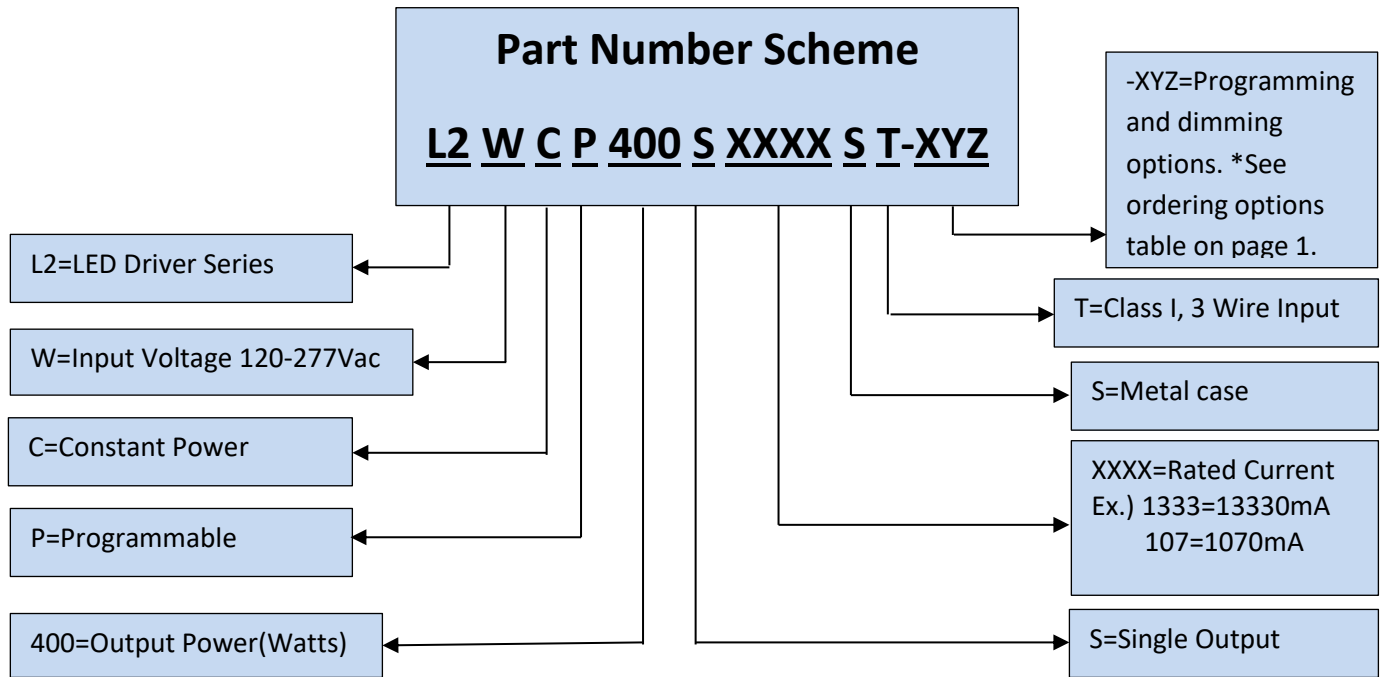 Part Number Scheme
L2 W C P 400 S XXXX S T-XYZ
L2=LED Driver Series
W=Input Voltage 120-277Vac
C=Constant Power
P=Programmable
400=Output Power(Watts)
-XYZ=Programming
and dimming
options. *See
ordering options
table on page 1.
T=Class I, 3 Wire Input
S=Metal case
XXXX=Rated Current
Ex.) 1333=13330mA
107=1070mA
S=Single Output